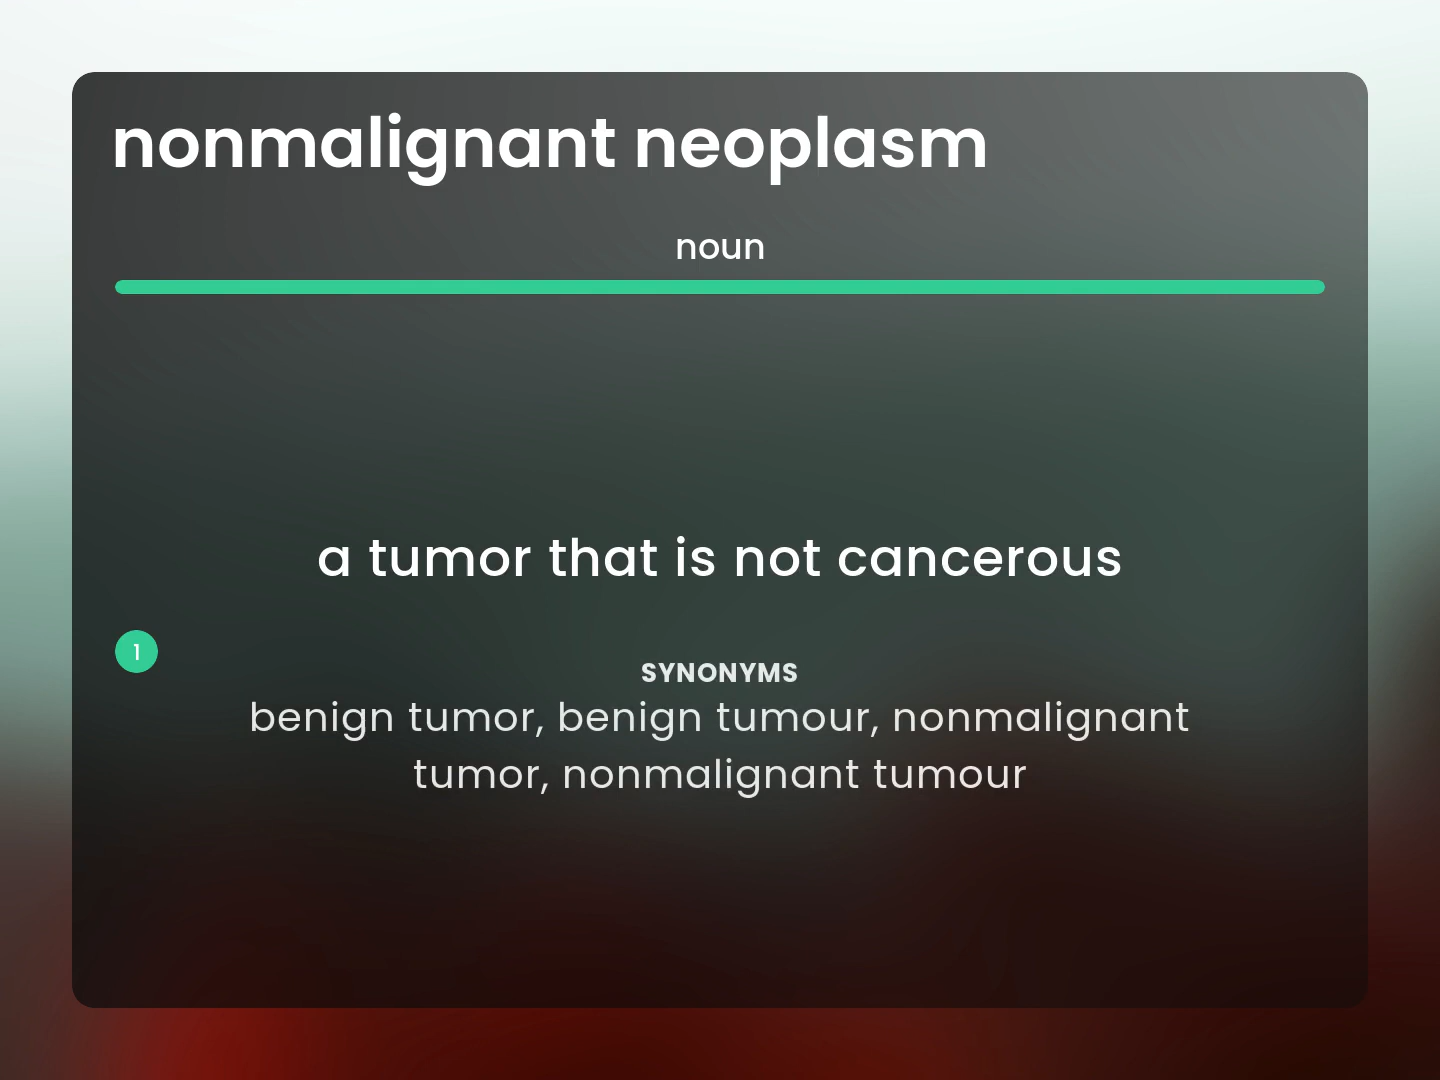 nonmalignant neoplasm
noun
a tumor that is not cancerous
1
SYNONYMS
benign tumor, benign tumour, nonmalignant
tumor, nonmalignant tumour